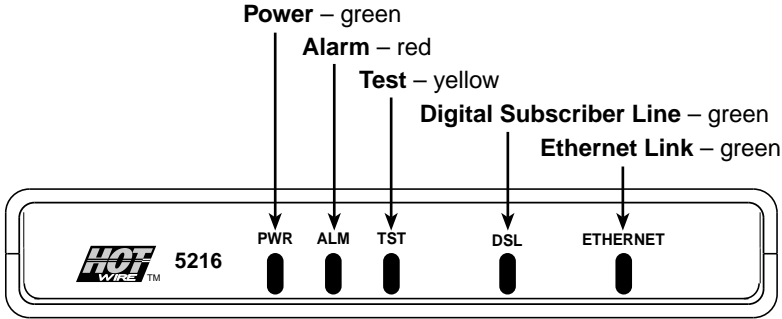 Power – green
Alarm – red
Test – yellow
Digital Subscriber Line – green
Ethernet Link – green
HOT WIRE TM 5216 PWR ALM TST DSL ETHERNET